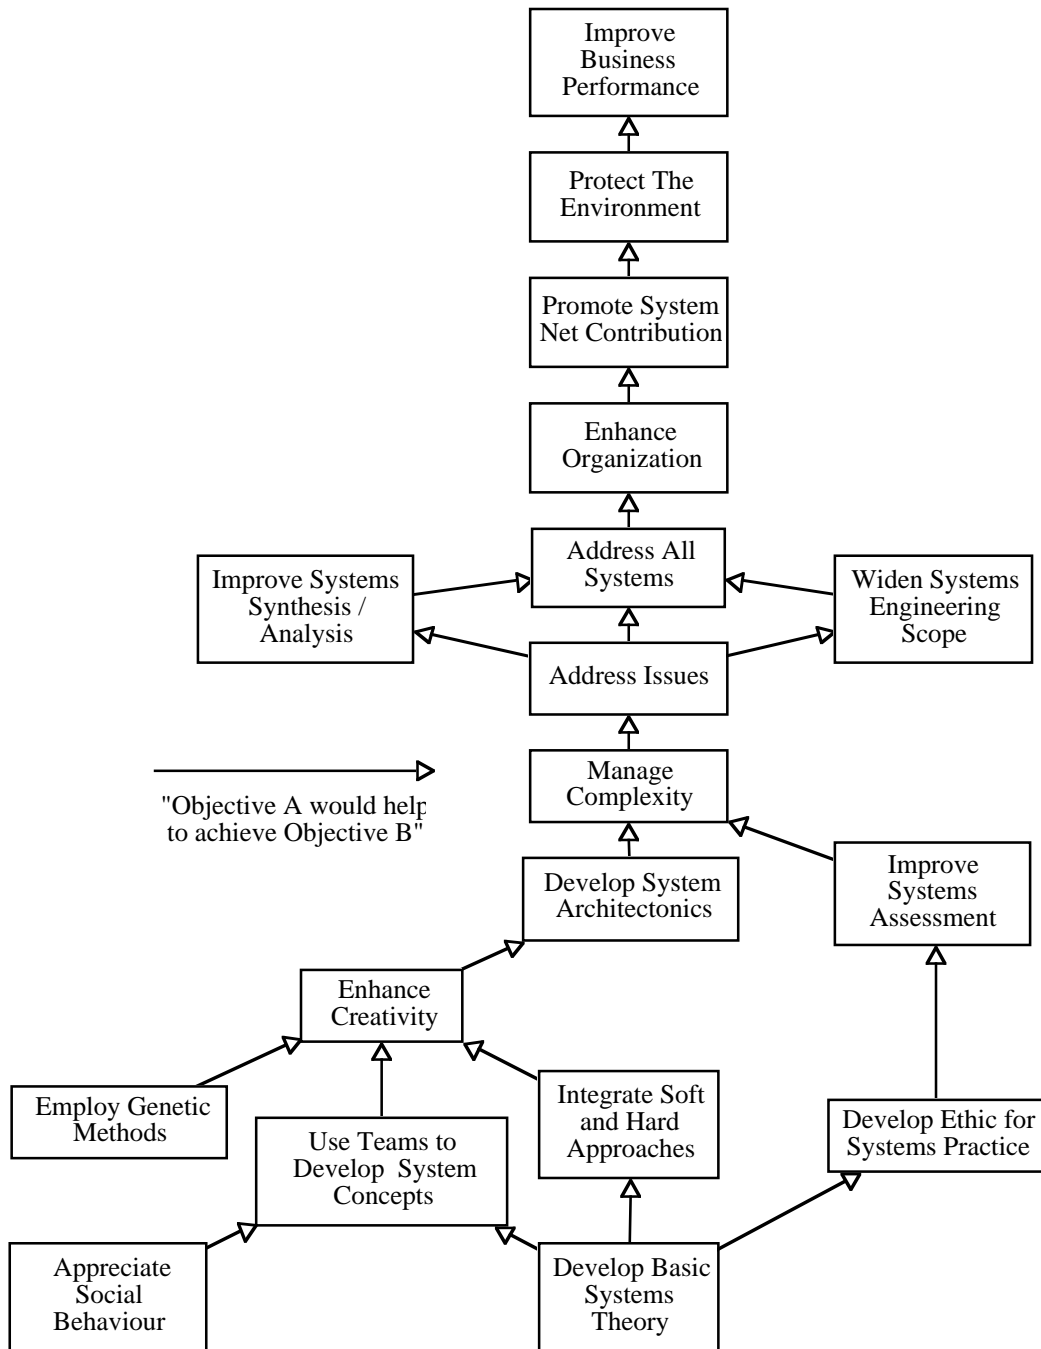 Improve
Business
Performance
Protect The
Environment
Promote System
Net Contribution
Enhance
Organization
Address All
Systems
Improve Systems
Synthesis /
Analysis
Widen Systems
Engineering
Scope
Address Issues
Manage
Complexity
"Objective A would help
to achieve Objective B"
Develop System
Architectonics
Improve
Systems
Assessment
Enhance
Creativity
Employ Genetic
Methods
Use Teams to
Develop System
Concepts
Integrate Soft
and Hard
Approaches
Develop Ethic for
Systems Practice
Appreciate
Social
Behaviour
Develop Basic
Systems
Theory